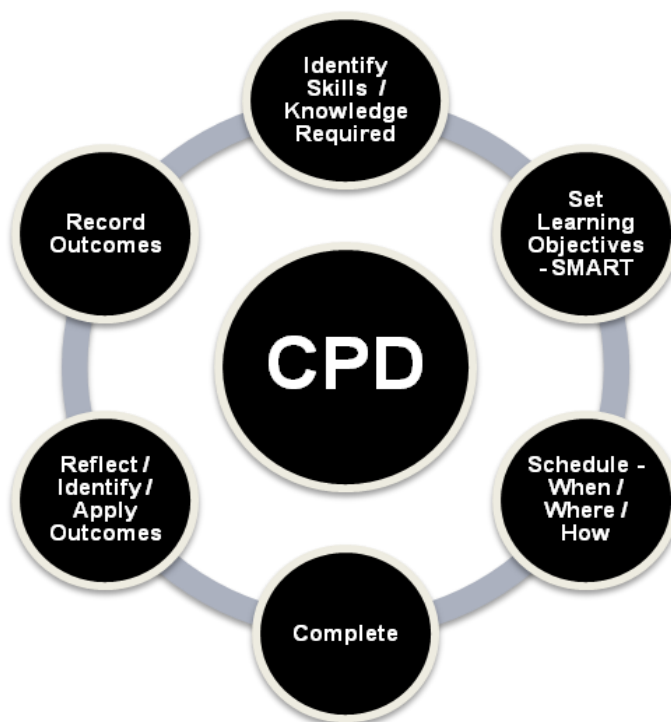 Identify
Skills /
Knowledge
Required
Set
Learning
Objectives
- SMART
Schedule -
When /
Where /
How
Complete
Reflect /
Identify /
Apply
Outcomes
Record
Outcomes
CPD